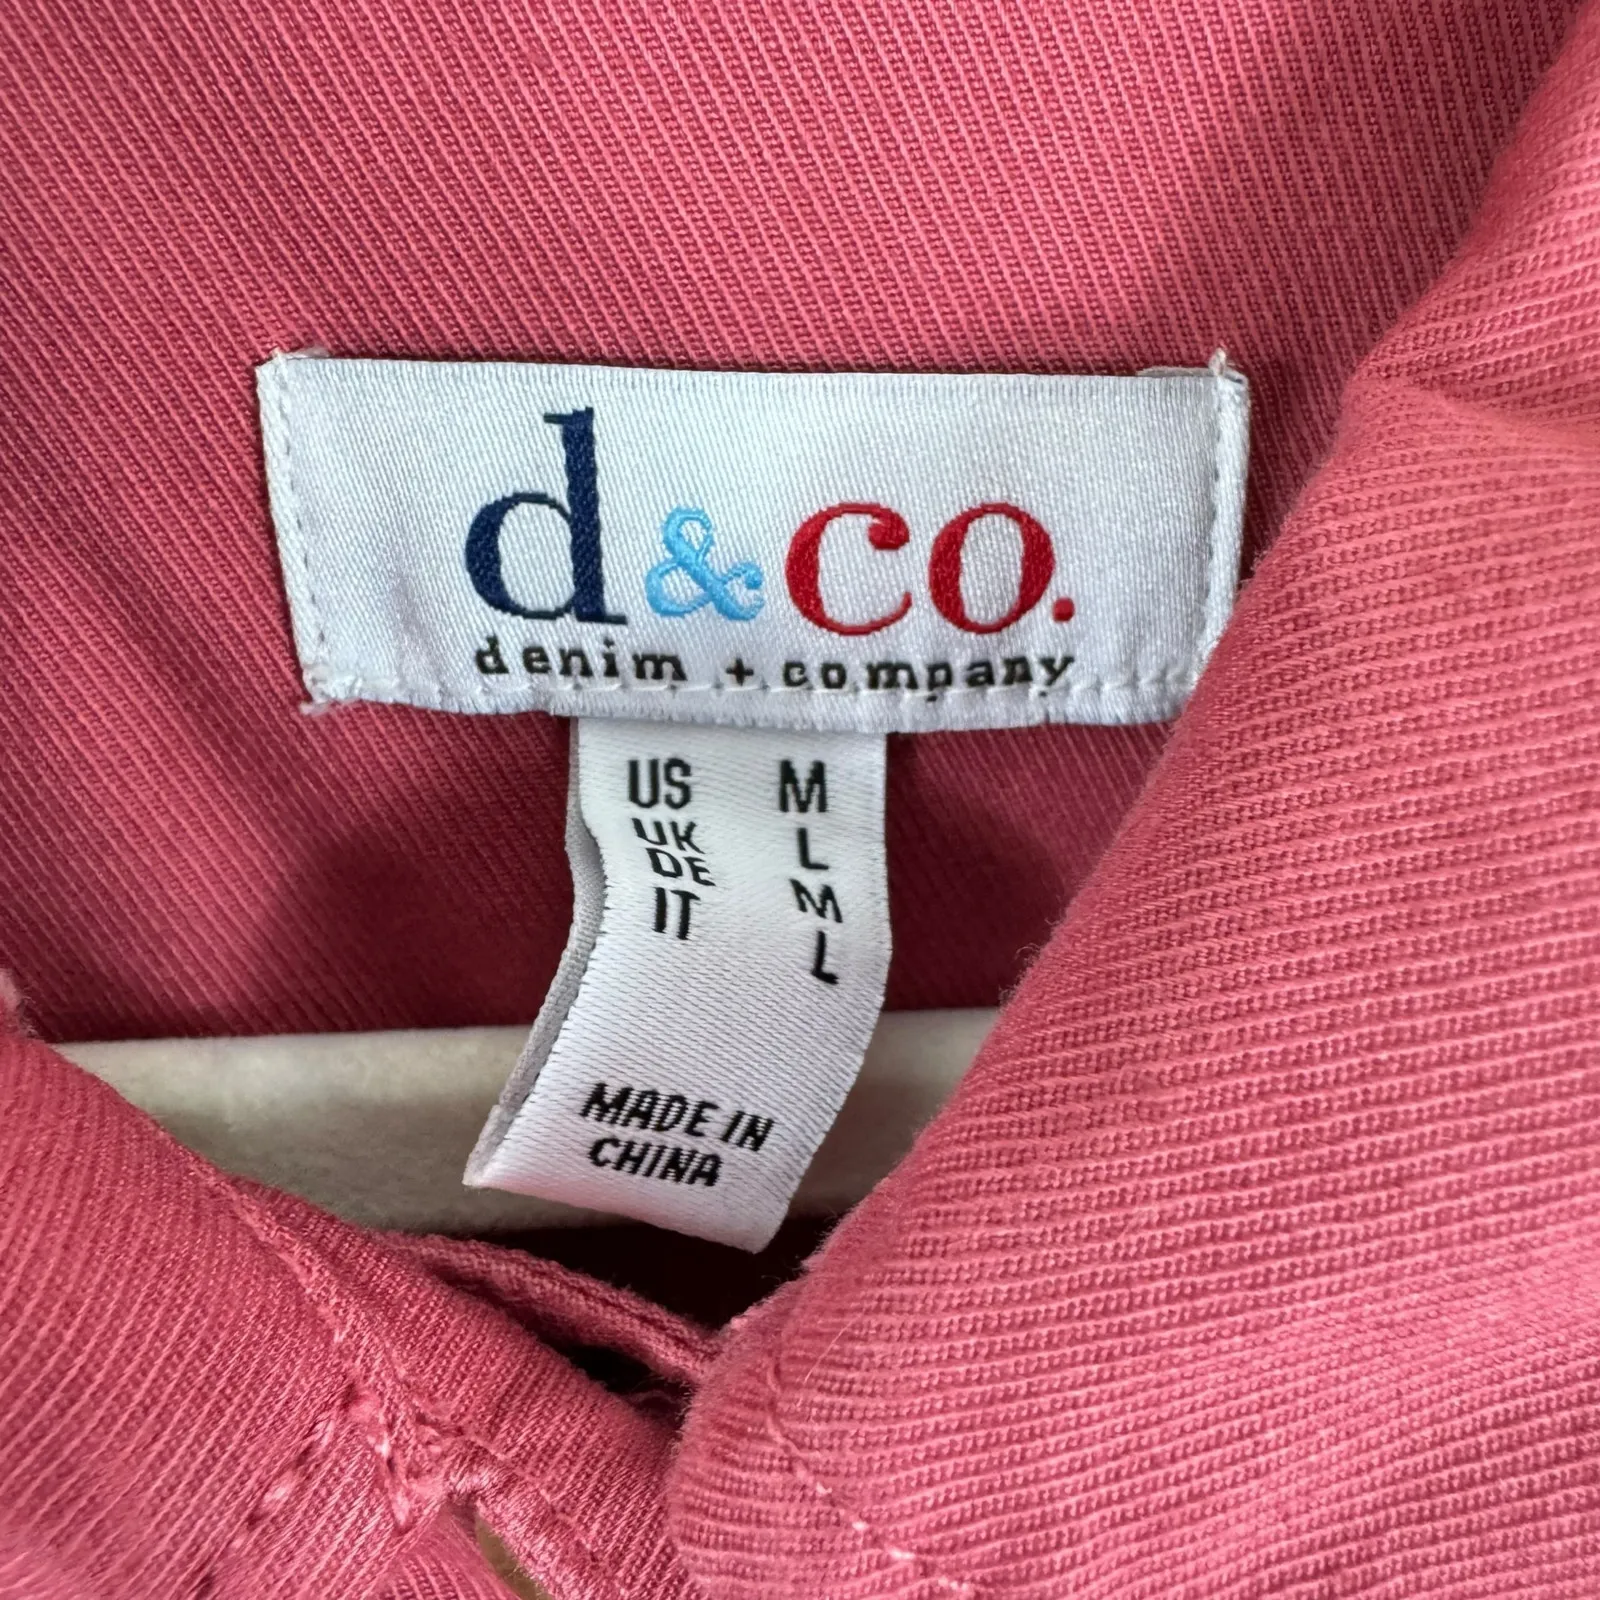 d & co.
denim + company
US M
UK L
DE M
IT L
MADE IN
CHINA